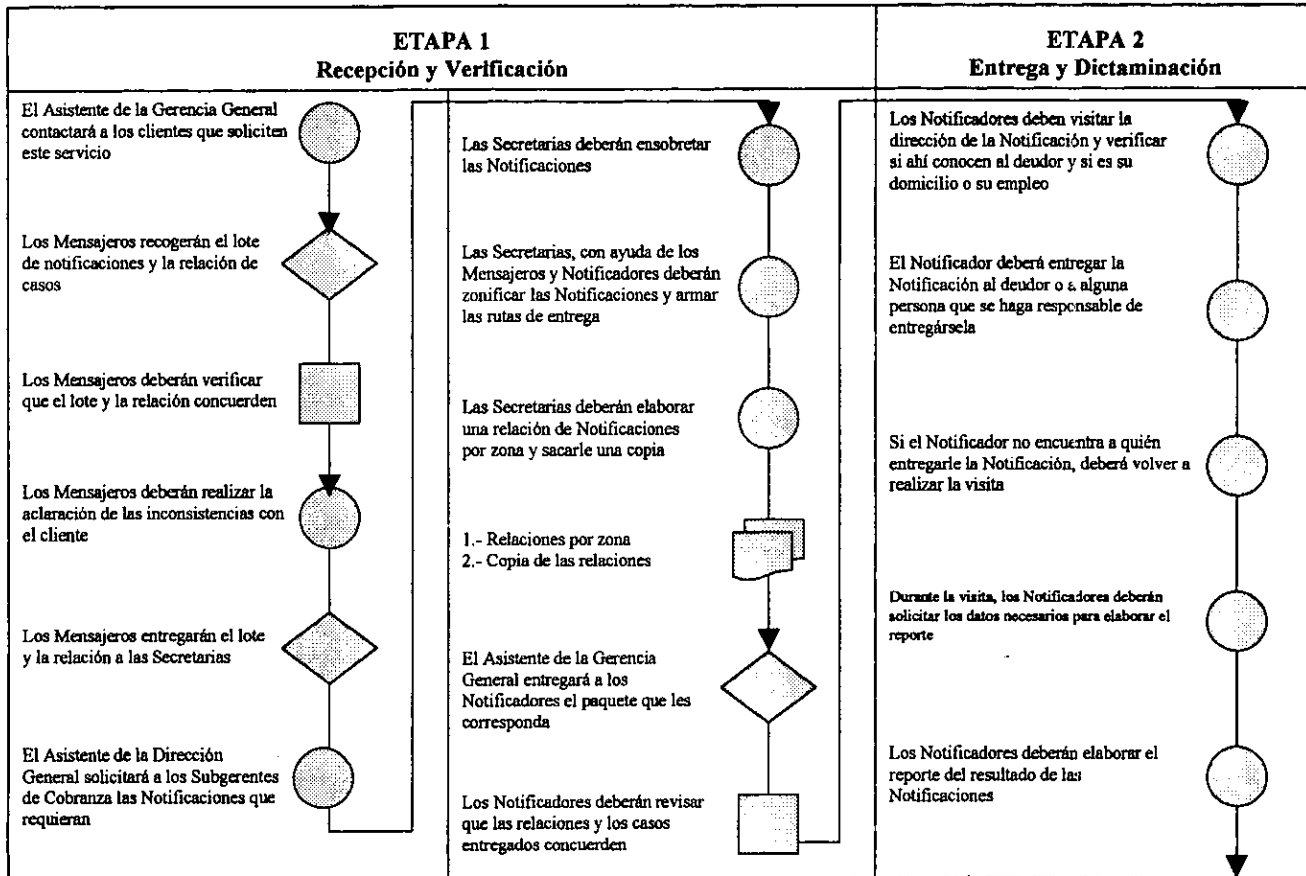 ETAPA 1
Recepción y Verificación
El Asistente de la Gerencia General
contactará a los clientes que soliciten
este servicio
Los Mensajeros recogerán el lote
de notificaciones y la relación de
casos
Los Mensajeros deberán verificar
que el lote y la relación concuerden
Los Mensajeros deberán realizar la
aclaración de las inconsistencias con
el cliente
Los Mensajeros entregarán el lote
y la relación a las Secretarias
El Asistente de la Dirección
General solicitará a los Subgerentes
de Cobranza las Notificaciones que
requieran
Las Secretarias deberán ensobretar
las Notificaciones
Las Secretarias, con ayuda de los
Mensajeros y Notificadores deberán
zonificar las Notificaciones y armar
las rutas de entrega
Las Secretarias deberán elaborar
una relación de Notificaciones
por zona y sacarle una copia
1.- Relaciones por zona
2.- Copia de las relaciones
El Asistente de la Gerencia
General entregará a los
Notificadores el paquete que les
corresponda
Los Notificadores deberán revisar
que las relaciones y los casos
entregados concuerden
ETAPA 2
Entrega y Dictaminación
Los Notificadores deben visitar la
dirección de la Notificación y verificar
si ahí conocen al deudor y si es su
domicilio o su empleo
El Notificador deberá entregar la
Notificación al deudor o a alguna
persona que se haga responsable de
entregársela
Si el Notificador no encuentra a quién
entregarle la Notificación, deberá volver a
realizar la visita
Durante la visita, los Notificadores deberán
solicitar los datos necesarios para elaborar el
reporte
Los Notificadores deberán elaborar el
reporte del resultado de las
Notificaciones